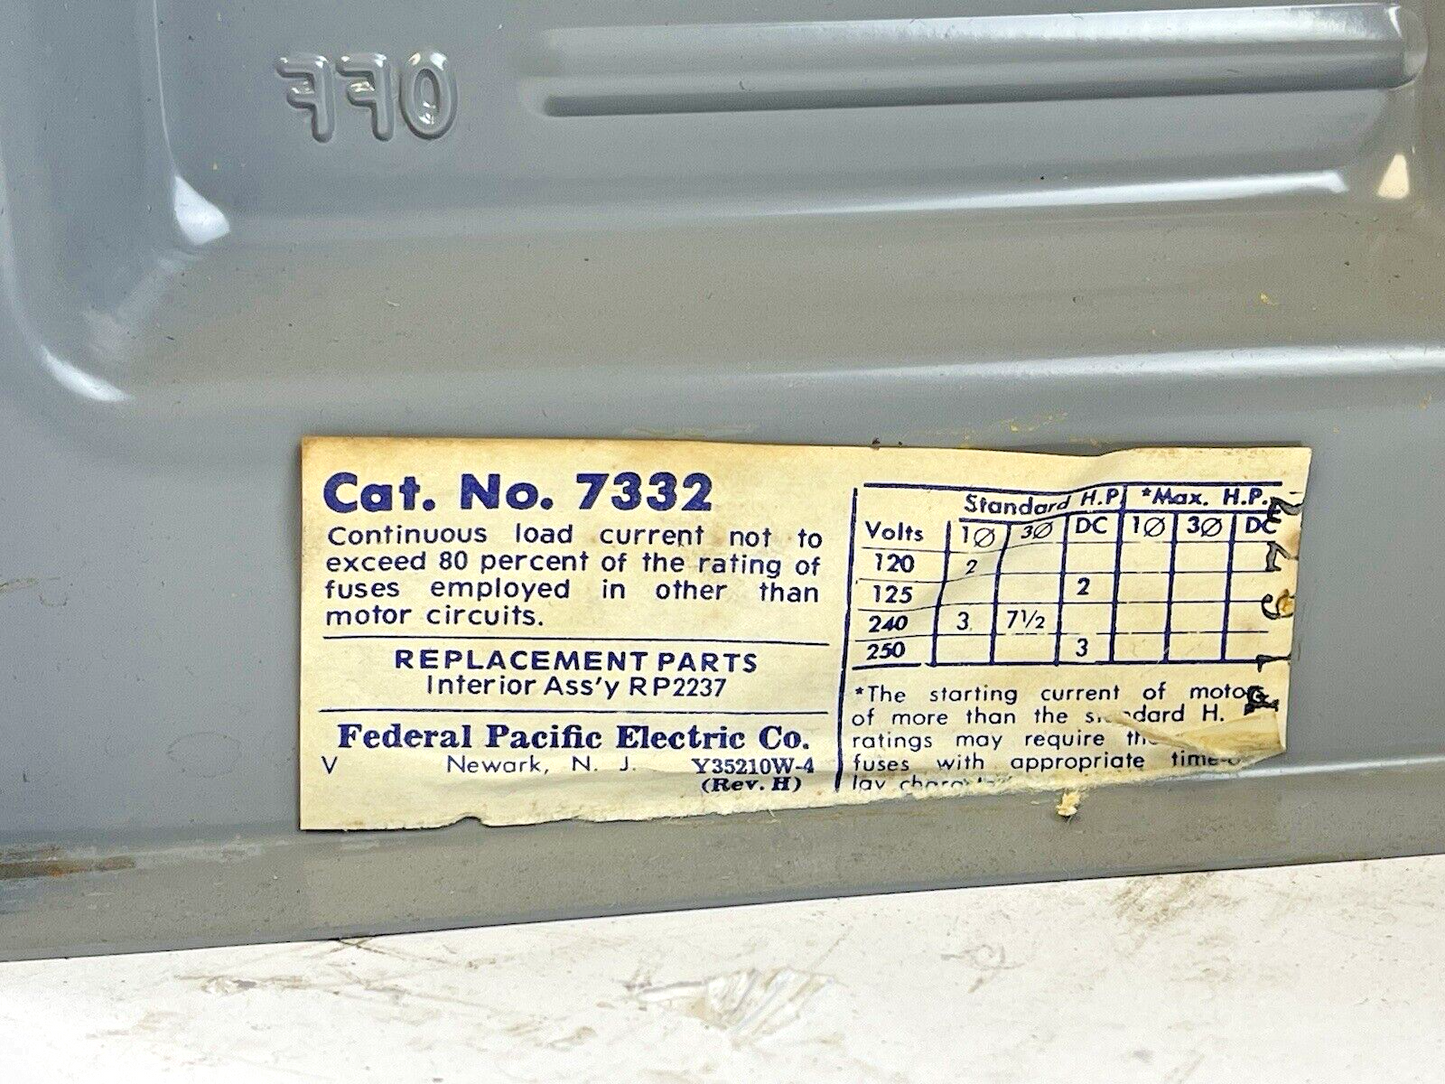 OFF
Cat. No. 7332
Continuous load current not to
exceed 80 percent of the rating of
fuses employed in other than
motor circuits.
REPLACEMENT PARTS
Interior Ass'y RP2237
Federal Pacific Electric Co.
V Newark, N. J. Y35210W-4
(Rev. H)
Standard H.P. *Max. H.P.
Volts 1Ø 3Ø DC 1Ø 3Ø DC
120 2
125 2
240 3 7½
250 3
*The starting current of
of more than the H.
ratings may require
fuses with appropriate